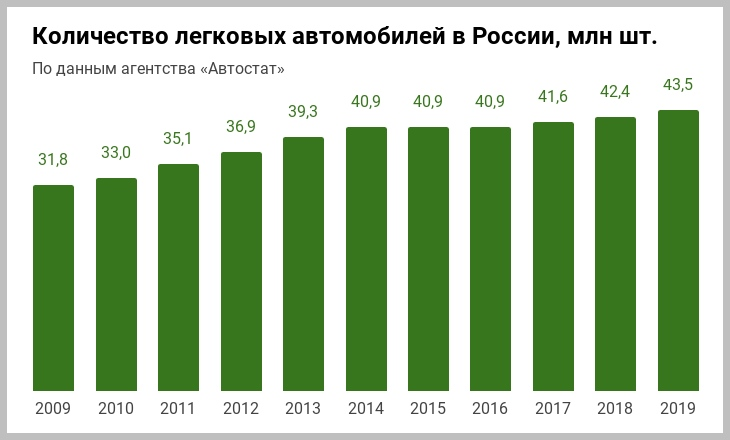 Количество легковых автомобилей в России, млн шт.
По данным агентства «Автостат»
31,8 33,0 35,1 36,9 39,3 40,9 40,9 40,9 41,6 42,4 43,5
2009 2010 2011 2012 2013 2014 2015 2016 2017 2018 2019